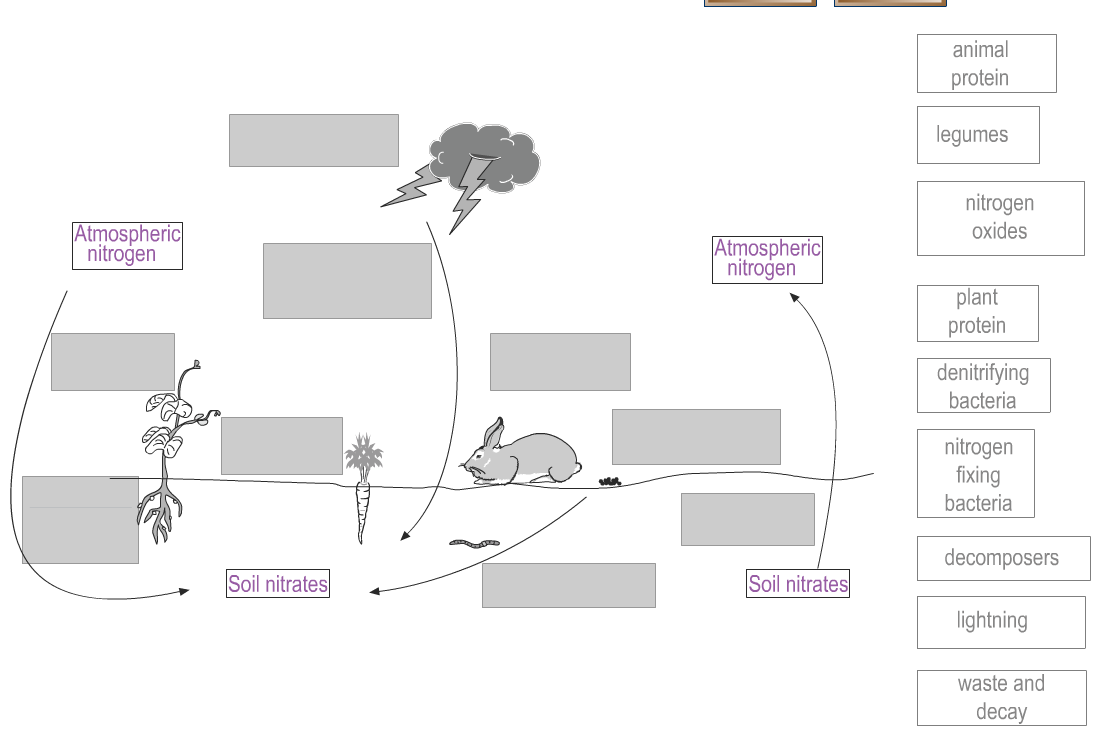 Atmospheric
nitrogen
Soil nitrates
Atmospheric
nitrogen
Soil nitrates
animal
protein
legumes
nitrogen
oxides
plant
protein
denitrifying
bacteria
nitrogen
fixing
bacteria
decomposers
lightning
waste and
decay